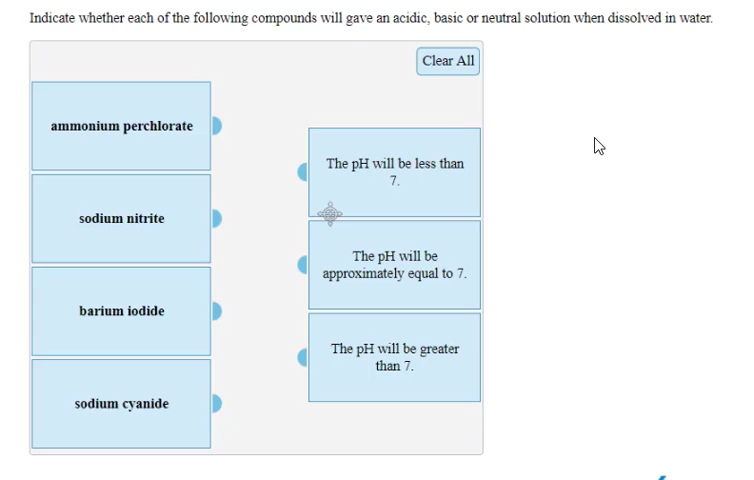 Indicate whether each of the following compounds will gave an acidic, basic or neutral solution when dissolved in water.
Clear All
ammonium perchlorate
The pH will be less than
7.
sodium nitrite
The pH will be
approximately equal to 7.
barium iodide
The pH will be greater
than 7.
sodium cyanide